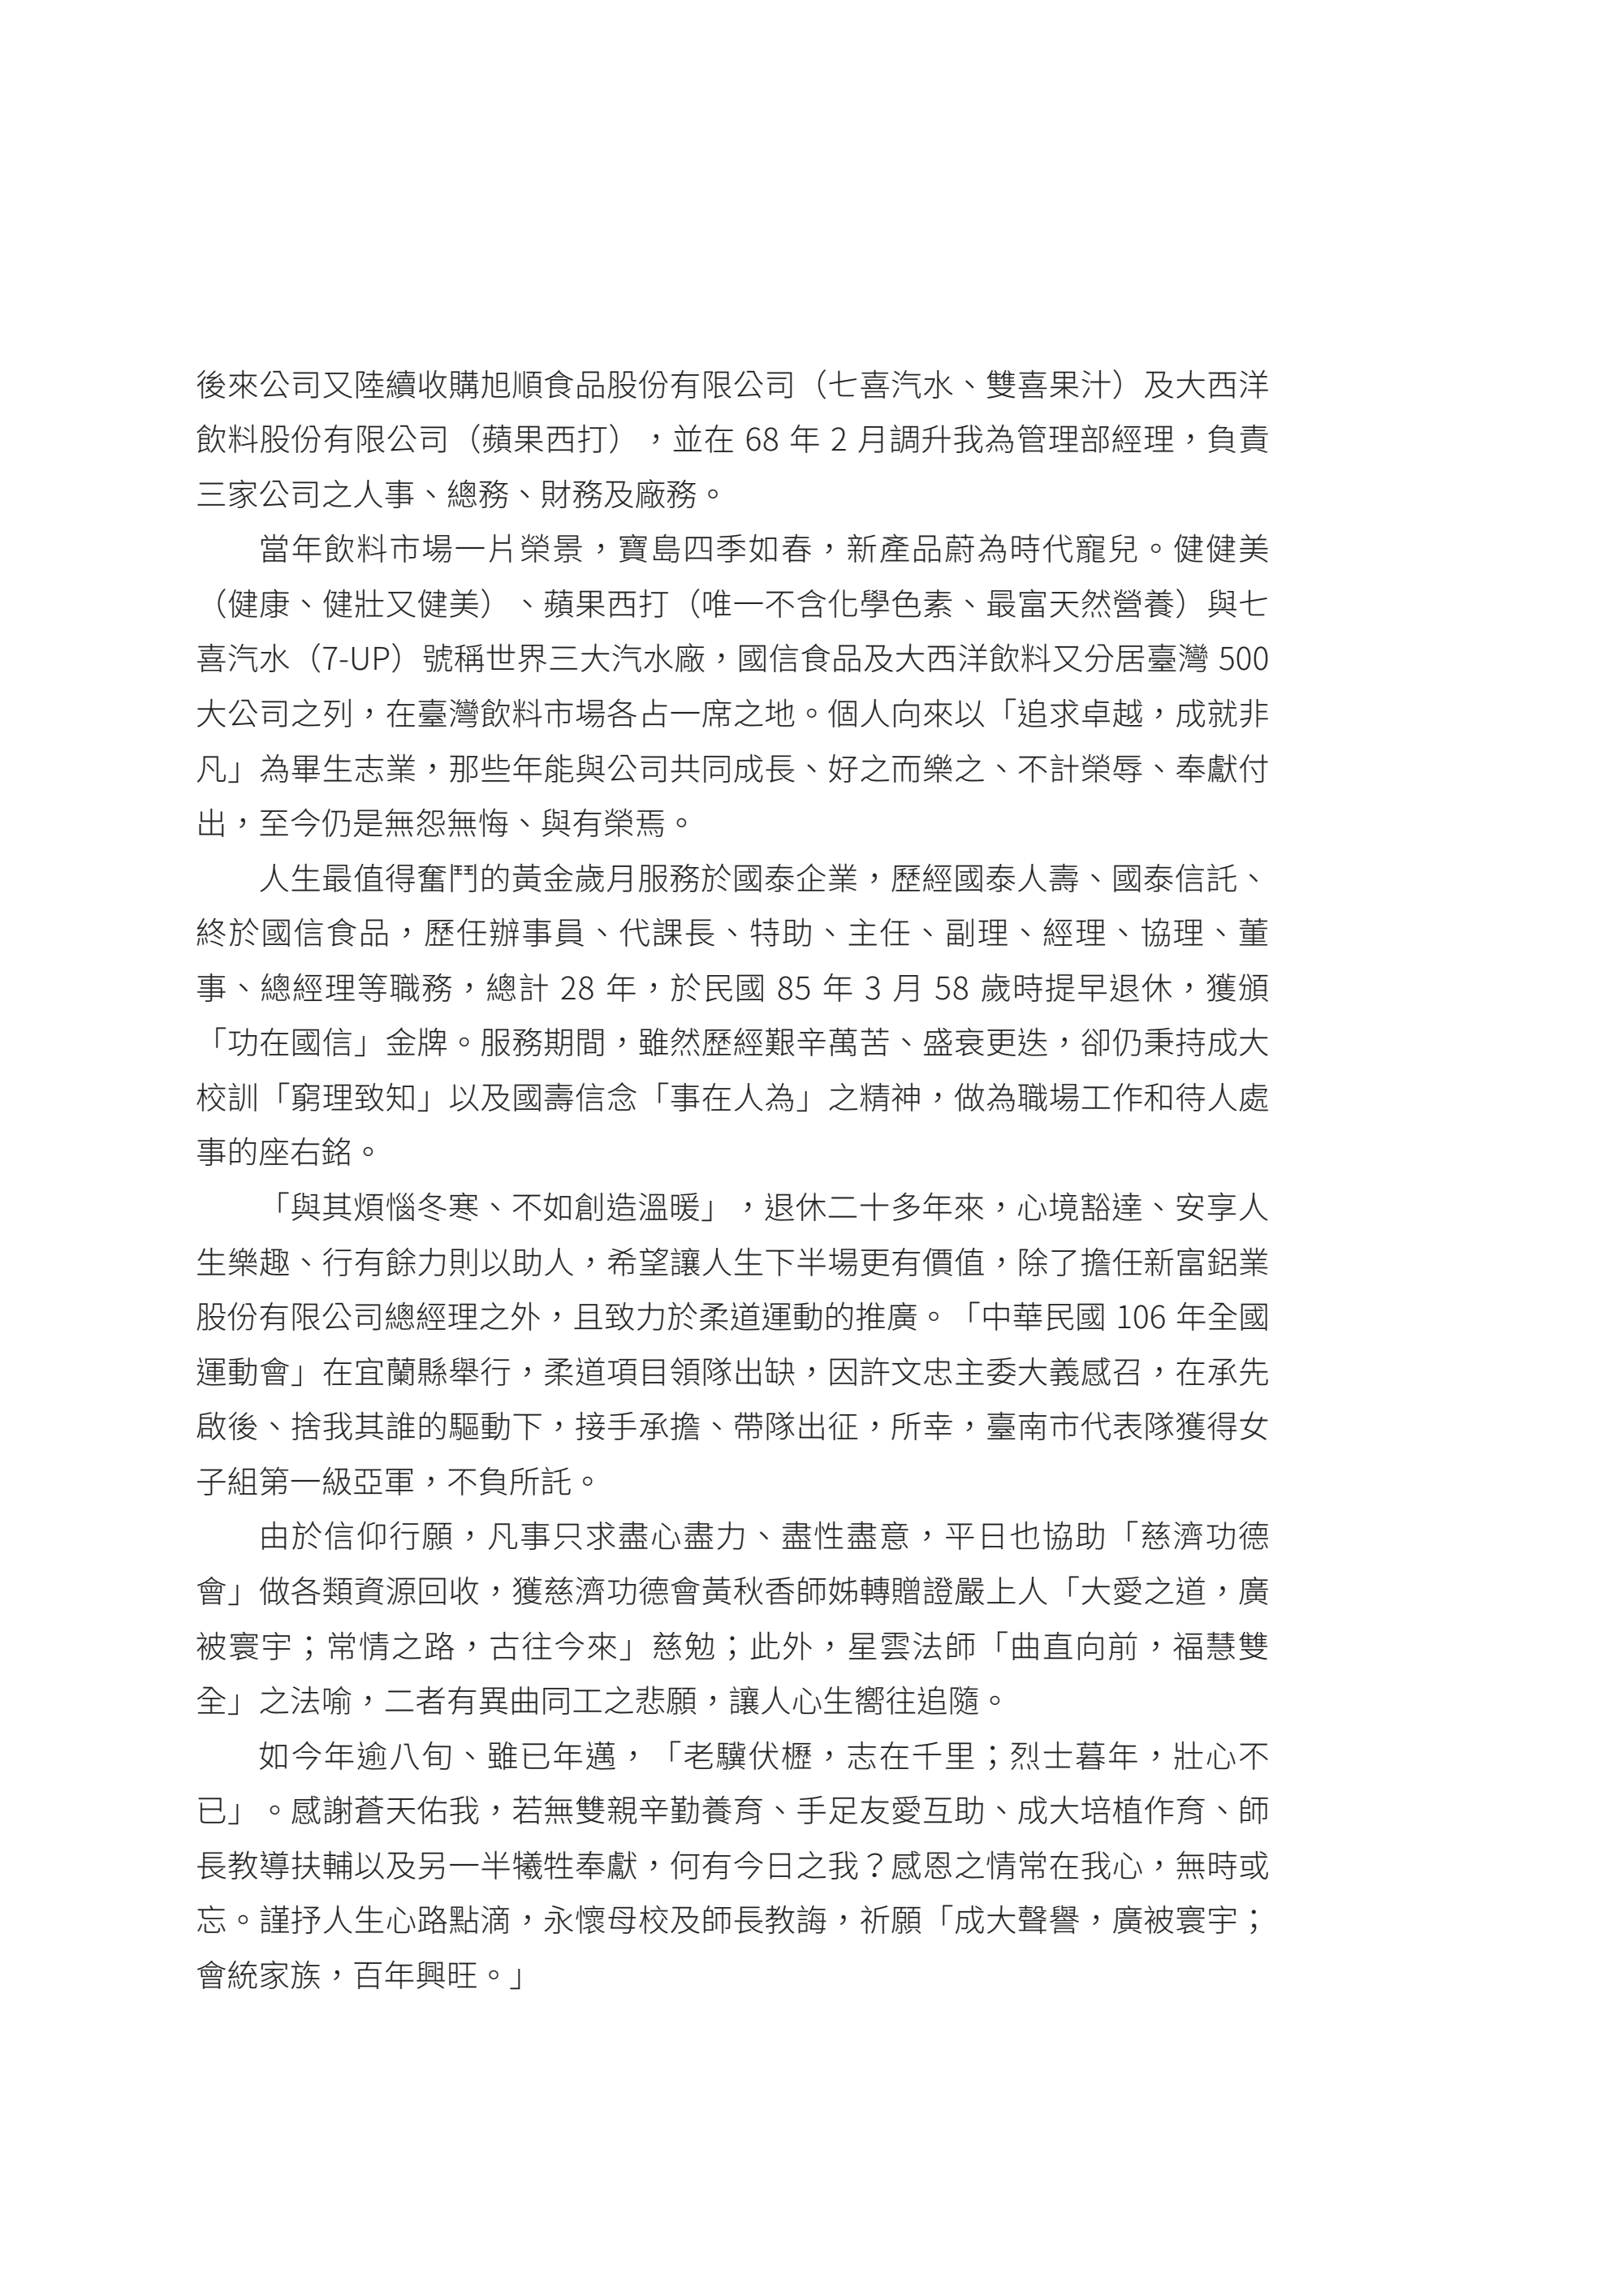 後來公司又陸續收購旭順食品股份有限公司（七喜汽水、雙喜果汁）及大西洋
飲料股份有限公司（蘋果西打），並在 68 年 2 月調升我為管理部經理，負責
三家公司之人事、總務、財務及廠務。
當年飲料市場一片榮景，寶島四季如春，新產品蔚為時代寵兒。健健美
（健康、健壯又健美）、蘋果西打（唯一不含化學色素、最富天然營養）與七
喜汽水（7-UP）號稱世界三大汽水廠，國信食品及大西洋飲料又分居臺灣 500
大公司之列，在臺灣飲料市場各占一席之地。個人向來以「追求卓越，成就非
凡」為畢生志業，那些年能與公司共同成長、好之而樂之、不計榮辱、奉獻付
出，至今仍是無怨無悔、與有榮焉。
人生最值得奮鬥的黃金歲月服務於國泰企業，歷經國泰人壽、國泰信託、
終於國信食品，歷任辦事員、代課長、特助、主任、副理、經理、協理、董
事、總經理等職務，總計 28 年，於民國 85 年 3 月 58 歲時提早退休，獲頒
「功在國信」金牌。服務期間，雖然歷經艱辛萬苦、盛衰更迭，卻仍秉持成大
校訓「窮理致知」以及國壽信念「事在人為」之精神，做為職場工作和待人處
事的座右銘。
「與其煩惱冬寒、不如創造溫暖」，退休二十多年來，心境豁達、安享人
生樂趣、行有餘力則以助人，希望讓人生下半場更有價值，除了擔任新富鋁業
股份有限公司總經理之外，且致力於柔道運動的推廣。「中華民國 106 年全國
運動會」在宜蘭縣舉行，柔道項目領隊出缺，因許文忠主委大義感召，在承先
啟後、捨我其誰的驅動下，接手承擔、帶隊出征，所幸，臺南市代表隊獲得女
子組第一級亞軍，不負所託。
由於信仰行願，凡事只求盡心盡力、盡性盡意，平日也協助「慈濟功德
會」做各類資源回收，獲慈濟功德會黃秋香師姊轉贈證嚴上人「大愛之道，廣
被寰宇；常情之路，古往今來」慈勉；此外，星雲法師「曲直向前，福慧雙
全」之法喻，二者有異曲同工之悲願，讓人心生嚮往追隨。
如今年逾八旬、雖已年邁，「老驥伏櫪，志在千里；烈士暮年，壯心不
已」。感謝蒼天佑我，若無雙親辛勤養育、手足友愛互助、成大培植作育、師
長教導扶輔以及另一半犧牲奉獻，何有今日之我？感恩之情常在我心，無時或
忘。謹抒人生心路點滴，永懷母校及師長教誨，祈願「成大聲譽，廣被寰宇；
會統家族，百年興旺。」